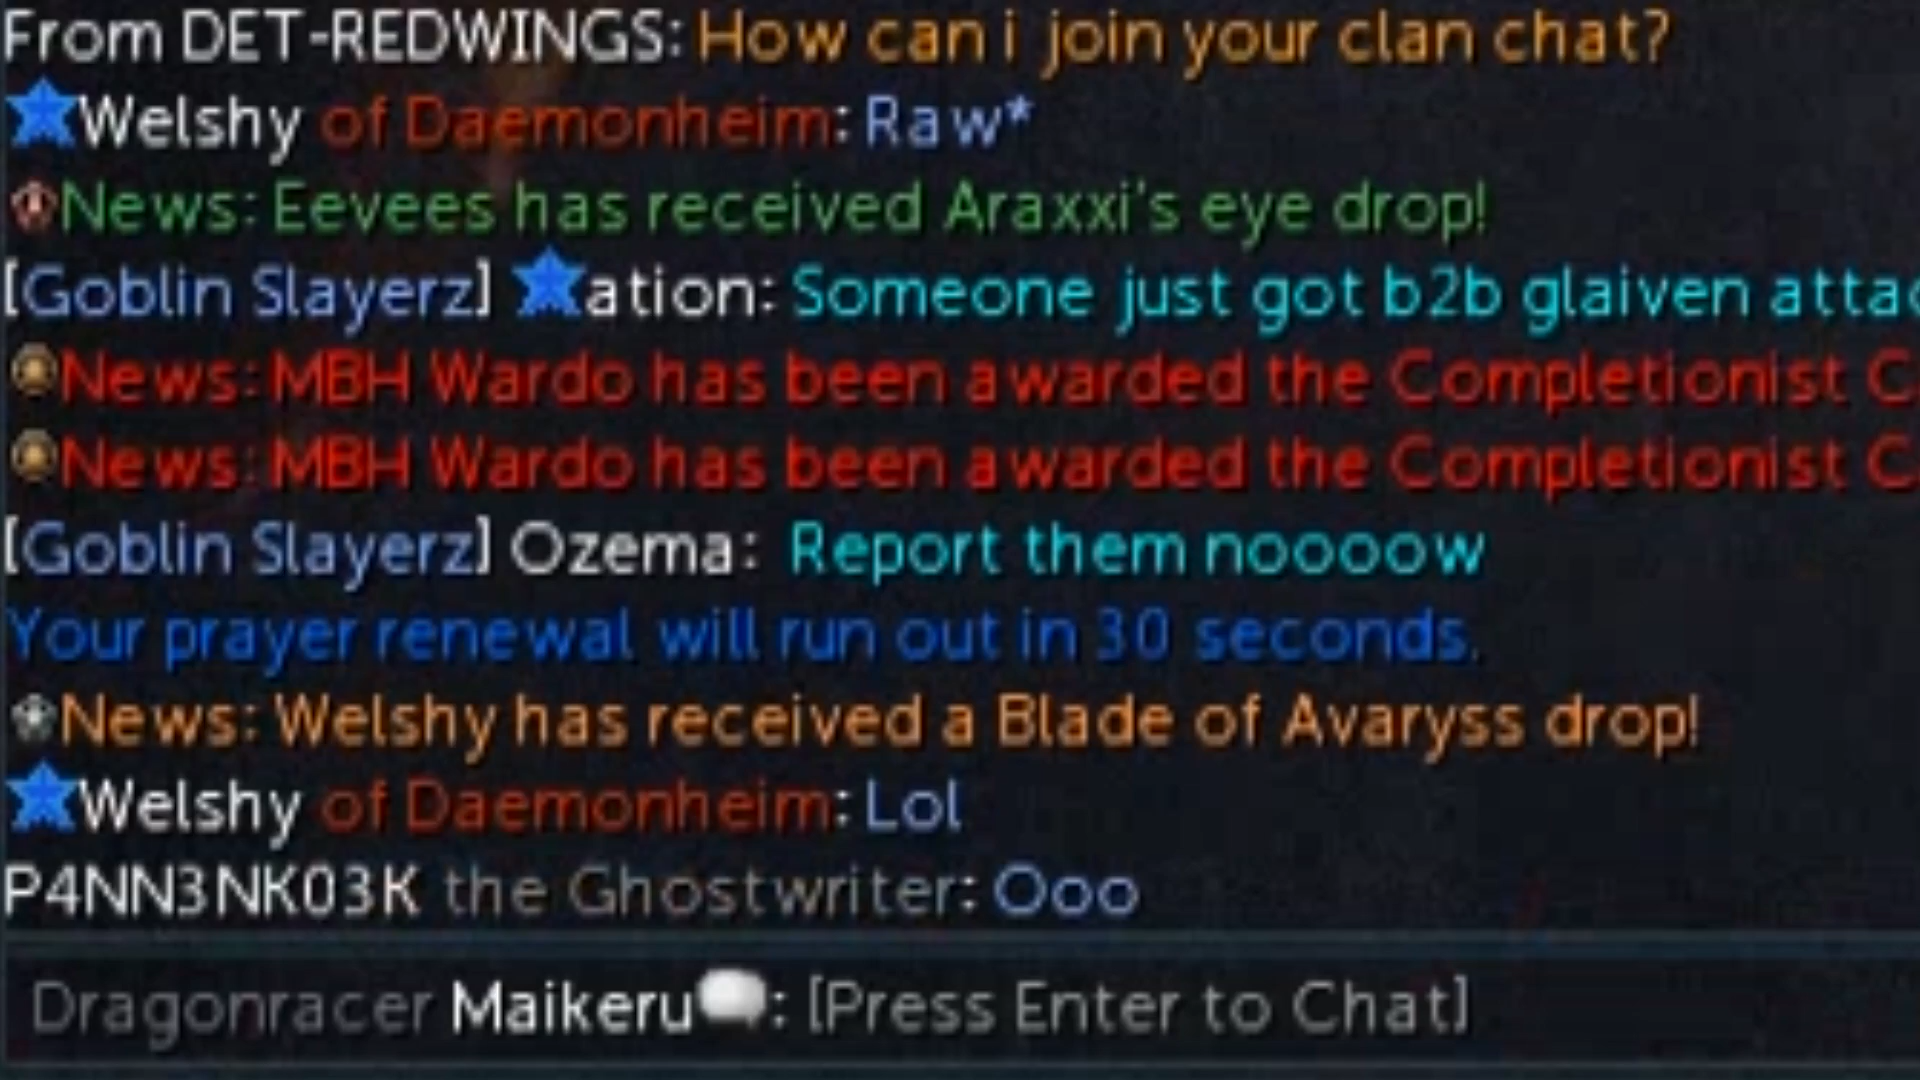 From DET-REDWINGS: How can i join your clan chat?
Welshy of Daemonheim: Raw*
News: Eevees has received Araxxi's eye drop!
[Goblin Slayerz] ation: Someone just got b2b glaiven attac
News: MBH Wardo has been awarded the Completionist C
News: MBH Wardo has been awarded the Completionist C
[Goblin Slayerz] Ozema: Report them noooow
Your prayer renewal will run out in 30 seconds.
News: Welshy has received a Blade of Avaryss drop!
Welshy of Daemonheim: Lol
P4NN3NK03K the Ghostwriter: Ooo
Dragonracer Maikeru: [Press Enter to Chat]